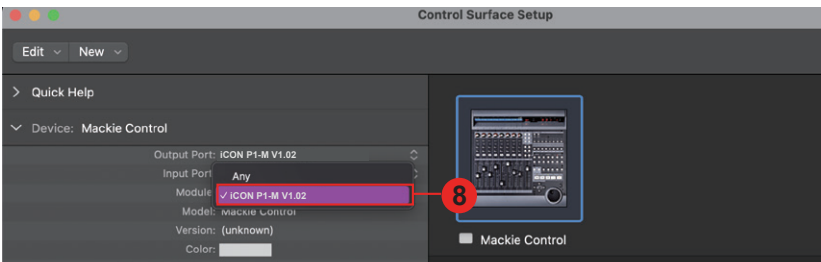 Control Surface Setup
Edit New
Quick Help
Device: Mackie Control
Output Port: iCON P1-M V1.02
Input Port
Any
Module
✓ iCON P1-M V1.02
8
Model: Mackie Control
Version: (unknown)
Color:
Mackie Control